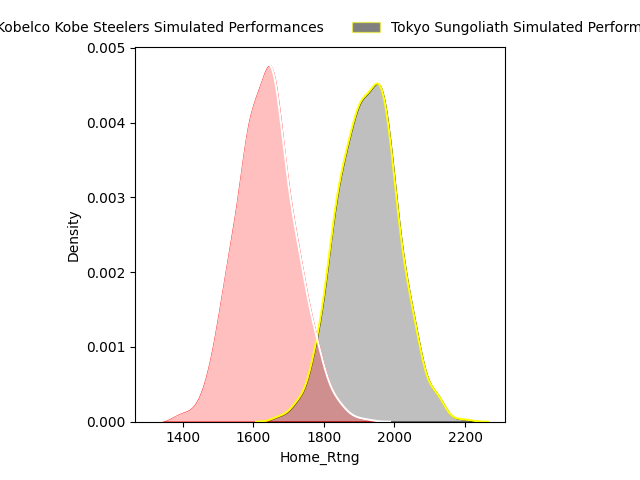 Kobelco Kobe Steelers Simulated Performances
Tokyo Sungoliath Simulated Perform
0.005
0.004
0.003
0.002
0.001
0.000
Density
1400 1600 1800 2000 2200
Home_Rtng